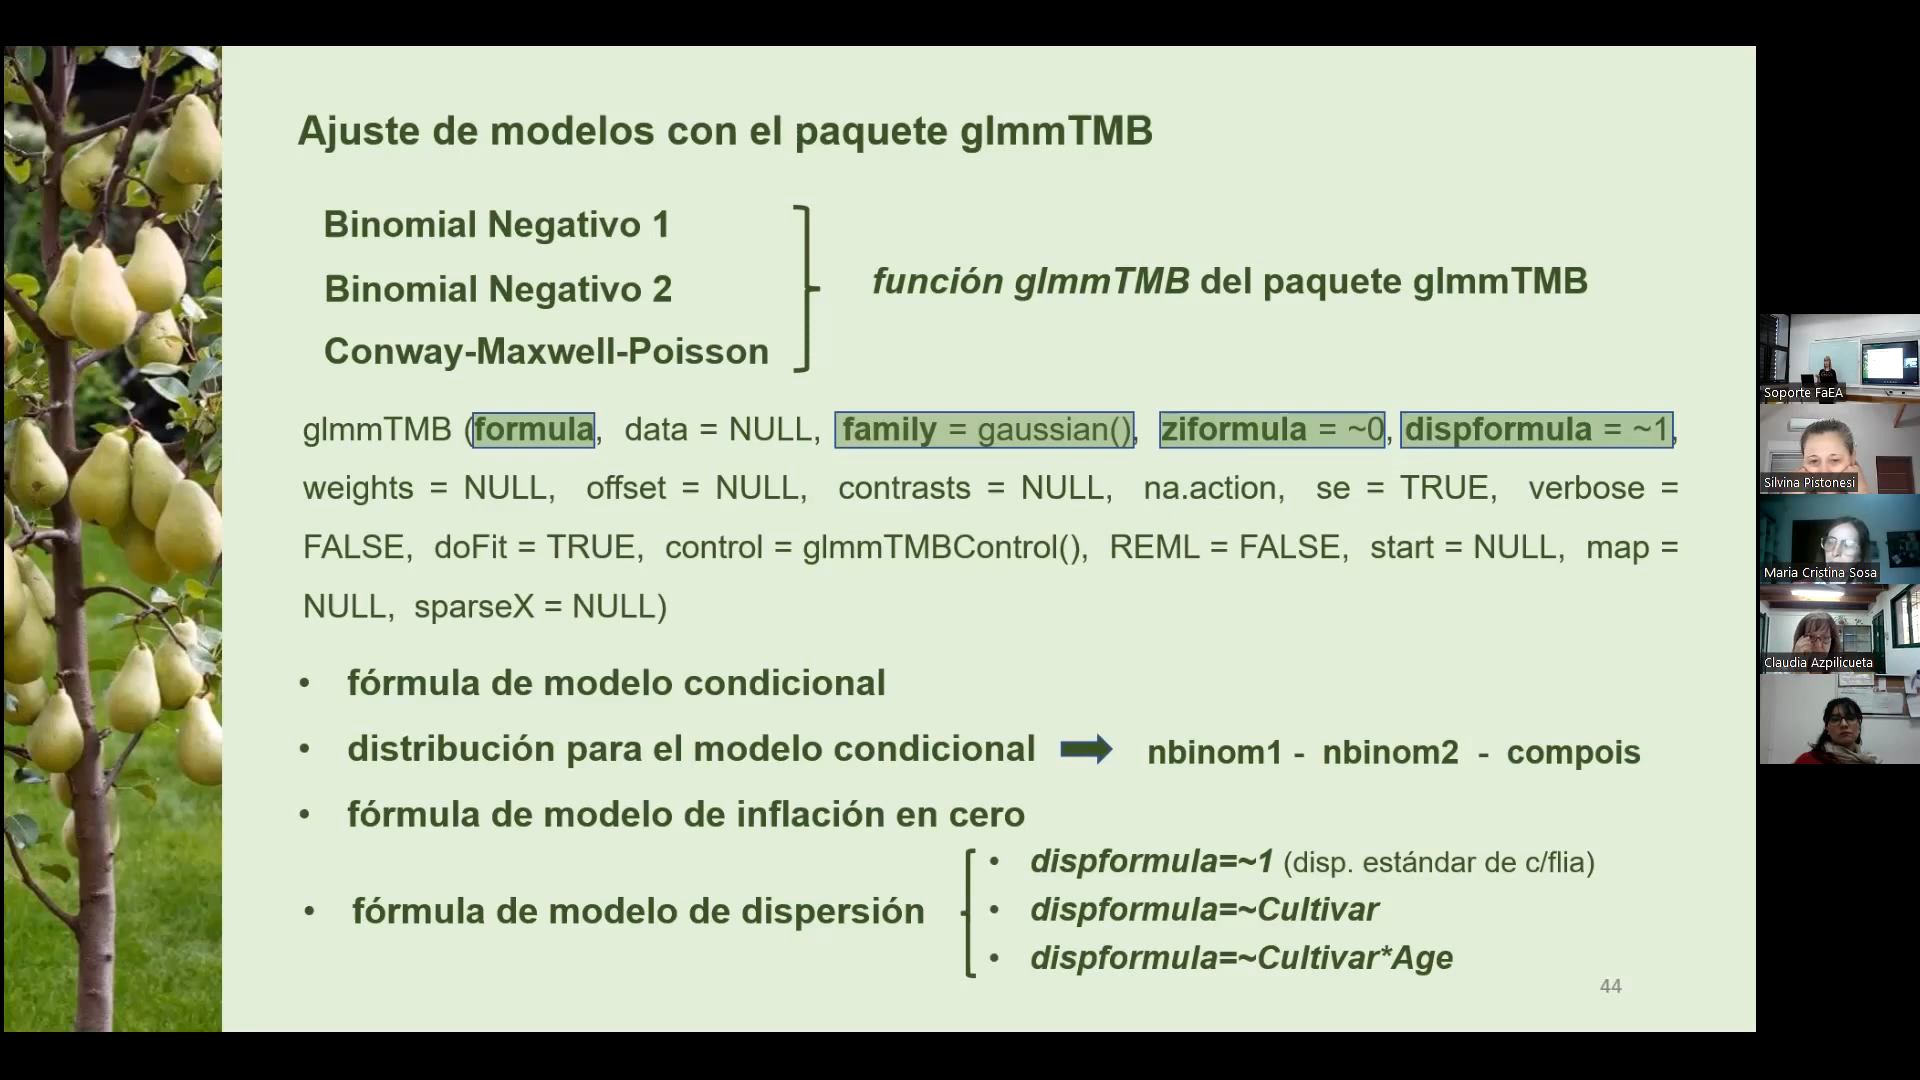 Ajuste de modelos con el paquete glmmTMB
Binomial Negativo 1
Binomial Negativo 2
Conway-Maxwell-Poisson
función glmmTMB del paquete glmmTMB
glmmTMB (formula, data = NULL, family = gaussian(), ziformula = ~0, dispformula = ~1,
weights = NULL, offset = NULL, contrasts = NULL, na.action, se = TRUE, verbose =
FALSE, doFit = TRUE, control = glmmTMBControl(), REML = FALSE, start = NULL, map =
NULL, sparseX = NULL)
• fórmula de modelo condicional
• distribución para el modelo condicional
nbinom1 - nbinom2 - compois
• fórmula de modelo de inflación en cero
• fórmula de modelo de dispersión
• dispformula=~1 (disp. estándar de c/flia)
• dispformula=~Cultivar
• dispformula=~Cultivar*Age
44
Soporte FaEA
Silvina Pistonesi
Maria Cristina Sosa
Claudia Azpilicueta